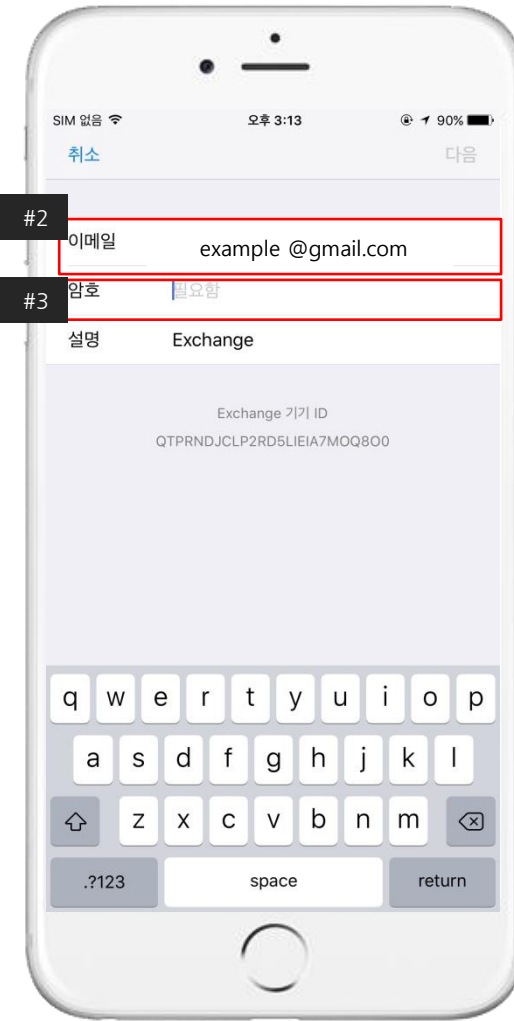 SIM 없음 오후 3:13 90%
취소 다음
#2
이메일 example @gmail.com
#3
암호 필요함
설명 Exchange
Exchange 기기 ID
QTPRNDJCLP2RD5LIEIA7MOQ8O0
q w e r t y u i o p
a s d f g h j k l
z x c v b n m
.?123 space return